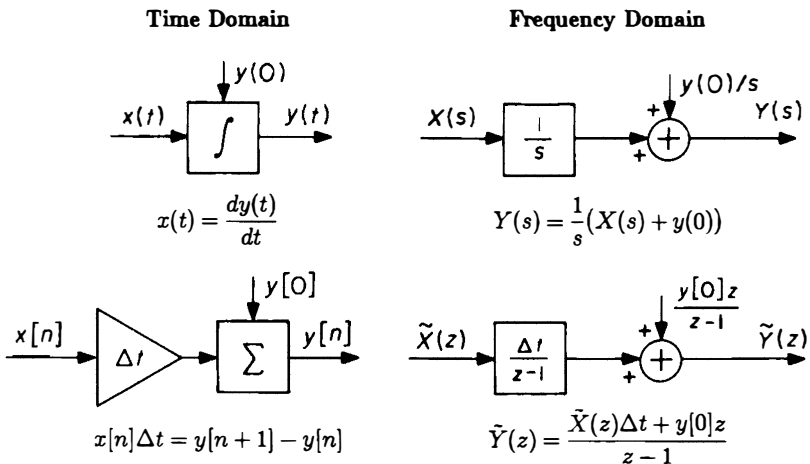 Time Domain
Frequency Domain
y(0)
x(t)
∫
y(t)
x(t) = dy(t)/dt
y(0)/s
X(s)
1/s
+
+
+
Y(s)
Y(s) = 1/s (X(s) + y(0))
y[0]
x[n]
Δt
Σ
y[n]
x[n]Δt = y[n + 1] − y[n]
y[0]z/z-1
X̃(z)
Δt/z-1
+
+
+
Ỹ(z)
Ỹ(z) = X̃(z)Δt + y[0]z/z − 1